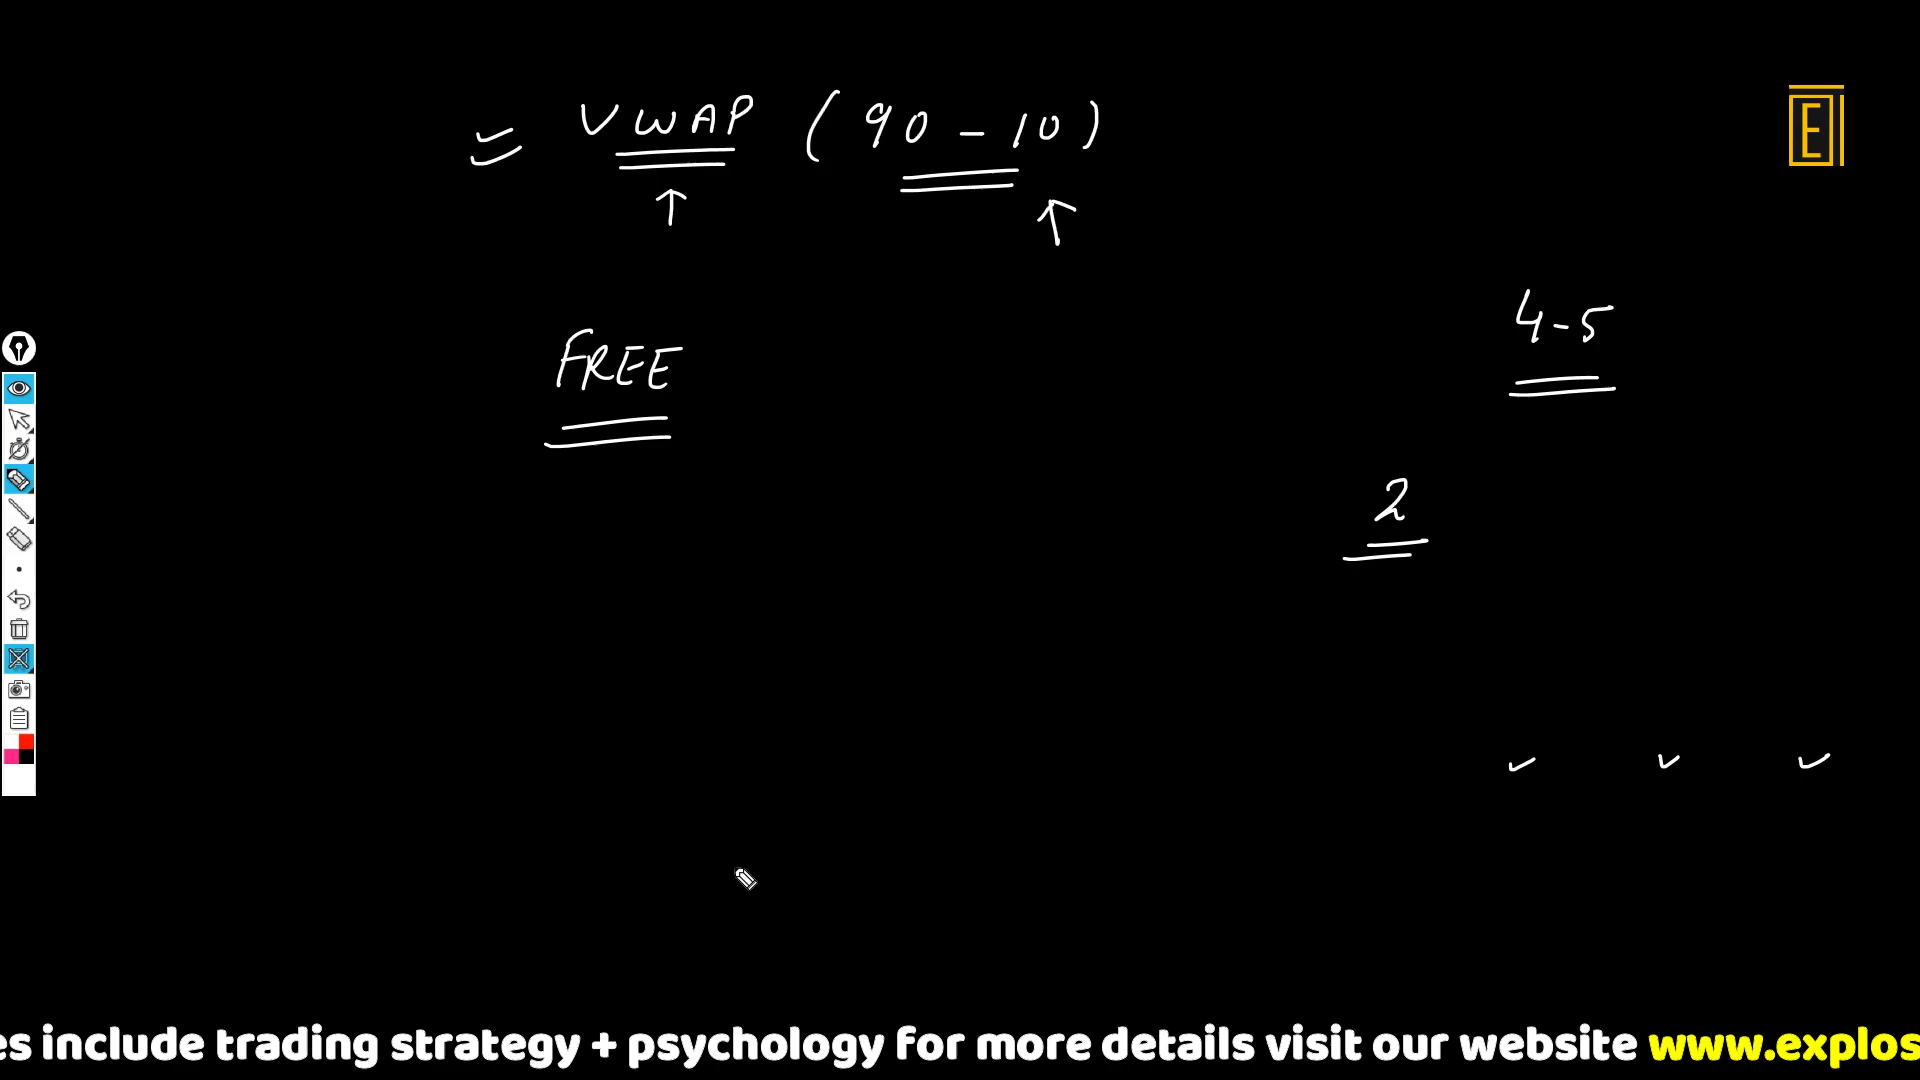 VWAP (90-10)
E
FREE
4-5
2
es include trading strategy + psychology for more details visit our website www.explos